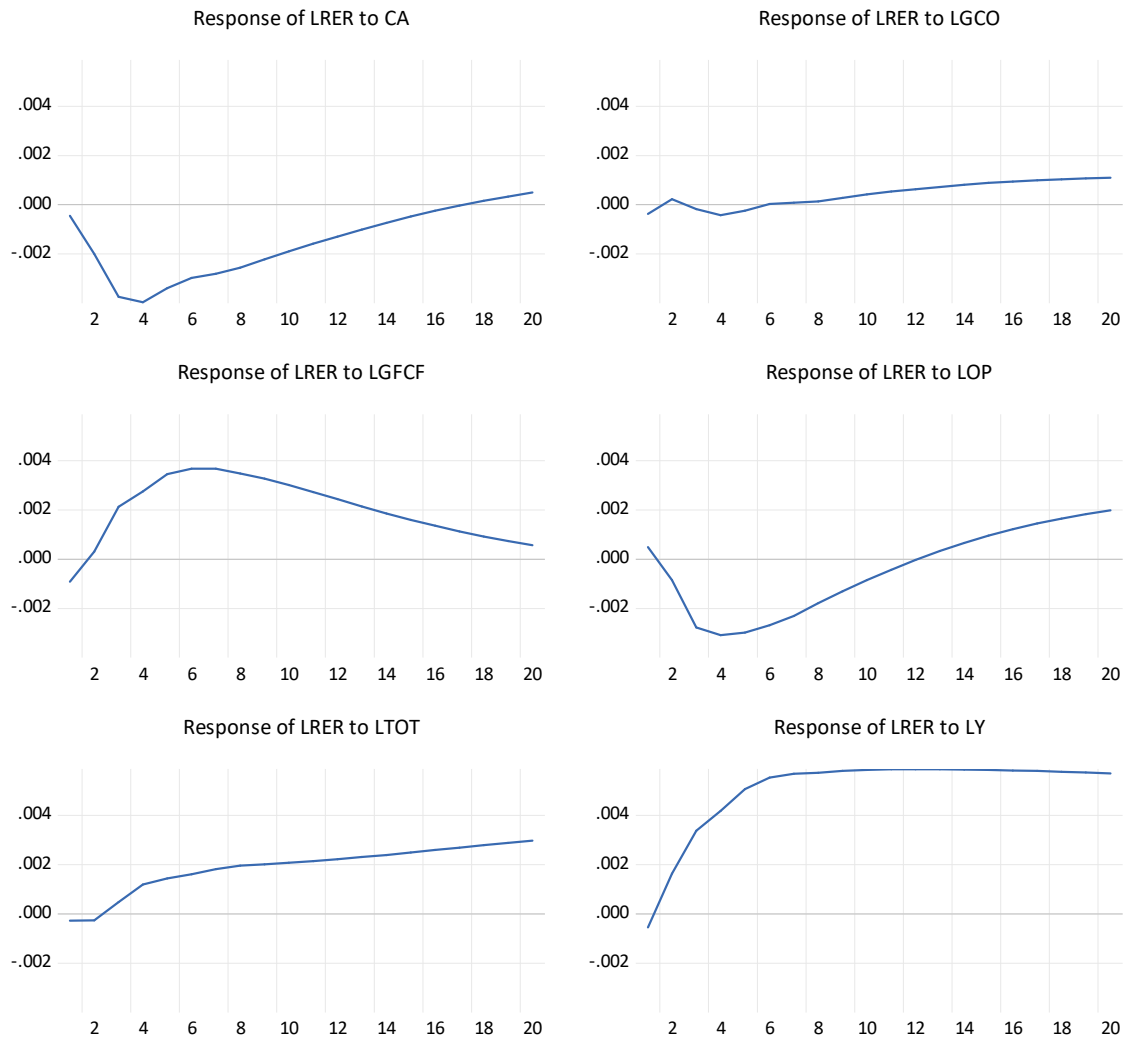 Response of LRER to CA
.004
.002
.000
-.002
2 4 6 8 10 12 14 16 18 20
Response of LRER to LGCO
.004
.002
.000
-.002
2 4 6 8 10 12 14 16 18 20
Response of LRER to LGFCF
.004
.002
.000
-.002
2 4 6 8 10 12 14 16 18 20
Response of LRER to LOP
.004
.002
.000
-.002
2 4 6 8 10 12 14 16 18 20
Response of LRER to LTOT
.004
.002
.000
-.002
2 4 6 8 10 12 14 16 18 20
Response of LRER to LY
.004
.002
.000
-.002
2 4 6 8 10 12 14 16 18 20